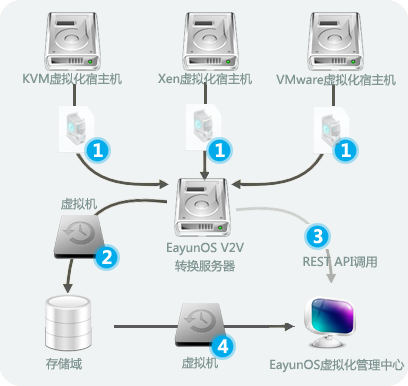 KVM虚拟化宿主机
Xen虚拟化宿主机
VMware虚拟化宿主机
1
1
1
虚拟机
2
EayunOS V2V
转换服务器
3
REST API调用
4
存储域
虚拟机
EayunOS虚拟化管理中心